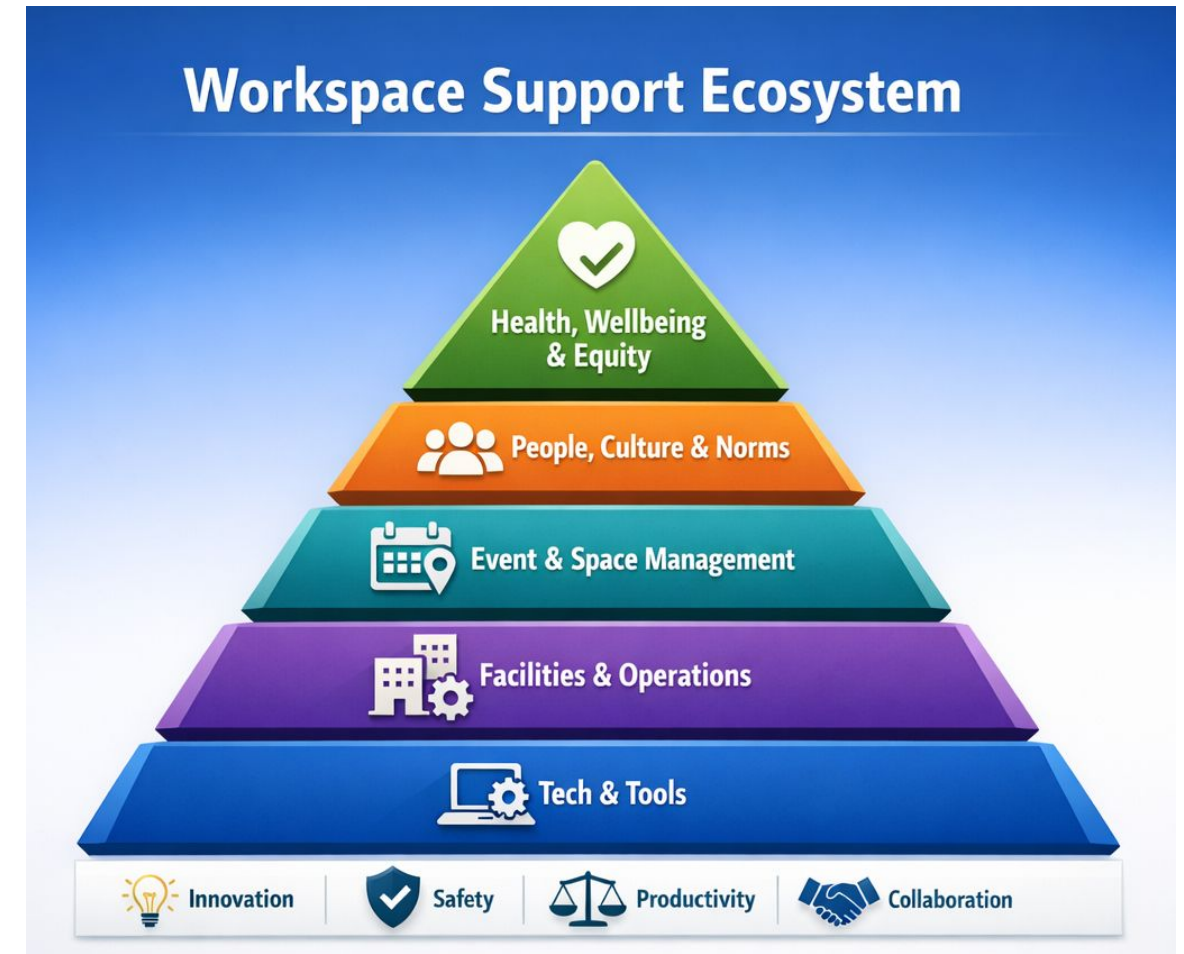 Workspace Support Ecosystem
Health, Wellbeing
& Equity
People, Culture & Norms
Event & Space Management
Facilities & Operations
Tech & Tools
Innovation
Safety
Productivity
Collaboration